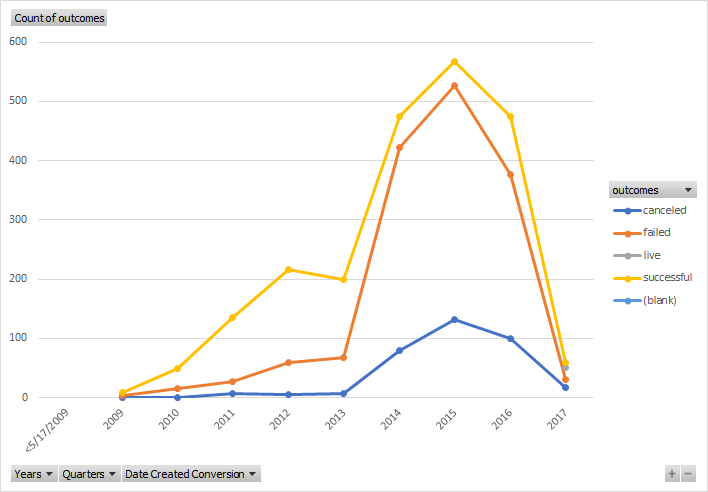 Count of outcomes
600
500
400
300
200
100
0
<5/17/2009
2009
2010
2011
2012
2013
2014
2015
2016
2017
outcomes
canceled
failed
live
successful
(blank)
Years Quarters Date Created Conversion
+ −